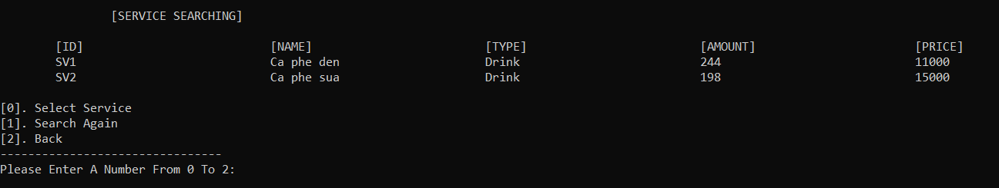 [SERVICE SEARCHING]
[ID] [NAME] [TYPE] [AMOUNT] [PRICE]
SV1 Ca phe den Drink 244 11000
SV2 Ca phe sua Drink 198 15000
[0]. Select Service
[1]. Search Again
[2]. Back
--------------------------------
Please Enter A Number From 0 To 2: